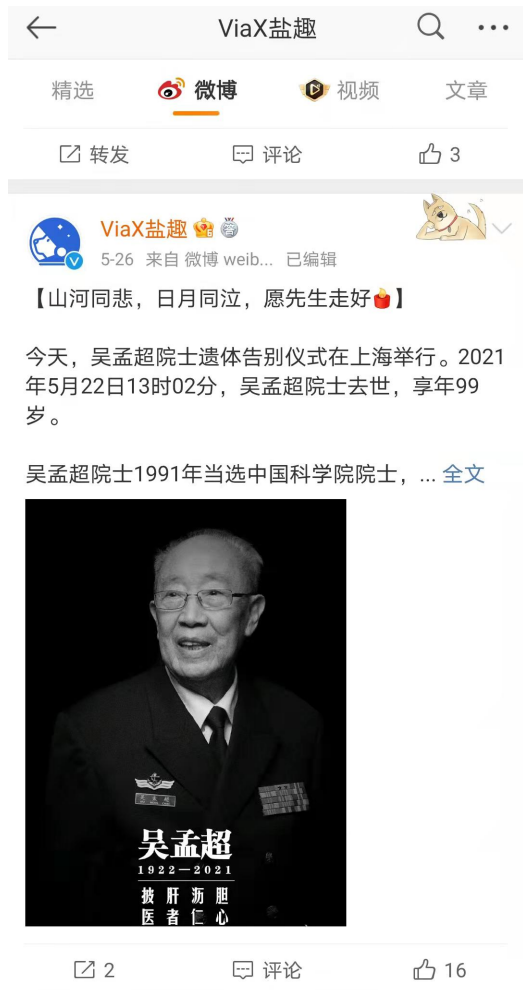 ViaX盐趣
精选
微博
视频
文章
转发
评论
3
ViaX盐趣
5-26 来自 微博 weib... 已编辑
【山河同悲，日月同泣，愿先生走好🕯】
今天，吴孟超院士遗体告别仪式在上海举行。2021
年5月22日13时02分，吴孟超院士去世，享年99
岁。
吴孟超院士1991年当选中国科学院院士，... 全文
吴孟超
1922—2021
披肝沥胆
医者仁心
2
评论
16